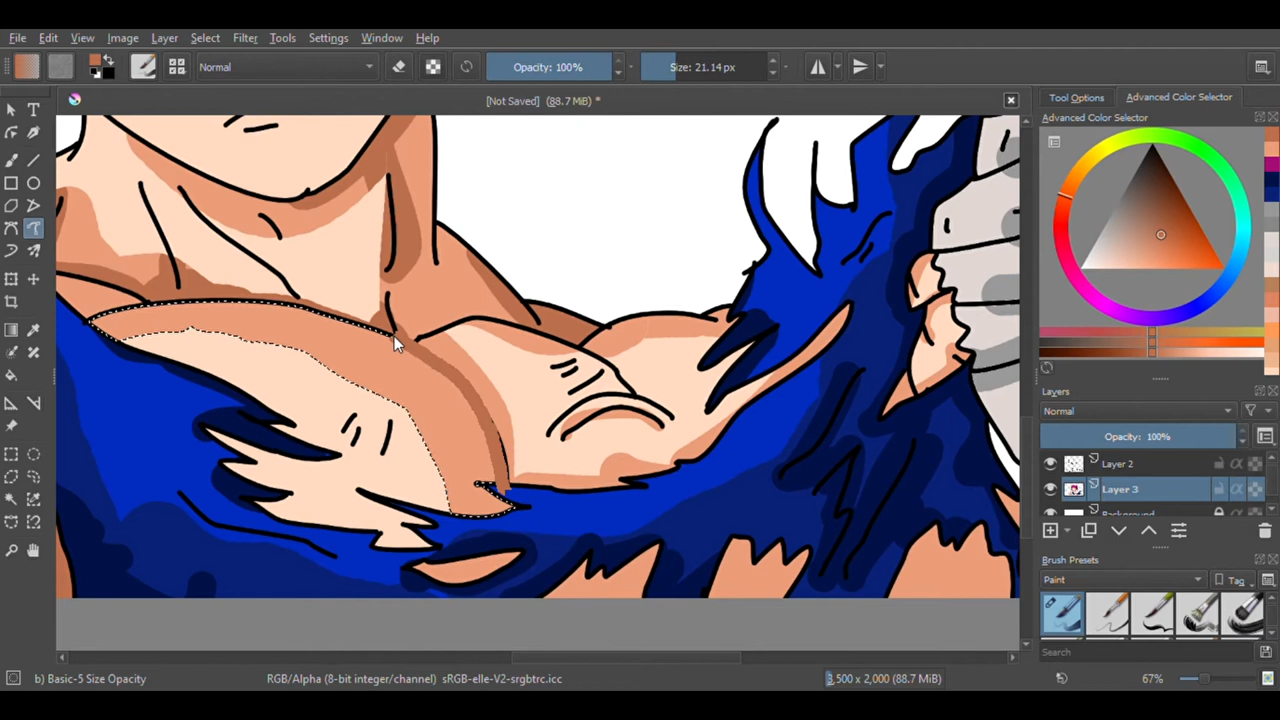 File Edit View Image Layer Select Filter Tools Settings Window Help
Normal Opacity: 100% Size: 21.14 px
[Not Saved] (88.7 MiB) *
Tool Options Advanced Color Selector
Advanced Color Selector
Layers
Normal
Opacity: 100%
Layer 2
Layer 3
Background
Brush Presets
Paint Tag
Search
b) Basic-5 Size Opacity RGB/Alpha (8-bit integer/channel) sRGB-elle-V2-srgbtrc.icc 3,500 x 2,000 (88.7 MiB) 67%